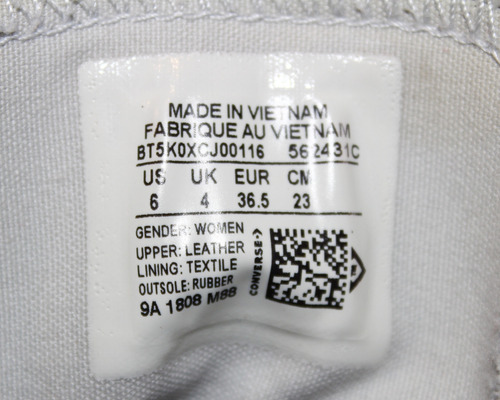 MADE IN VIETNAM
FABRIQUE AU VIETNAM
BT5K0XCJ00116 562431C
US UK EUR CM
6 4 36.5 23
GENDER: WOMEN
UPPER: LEATHER
LINING: TEXTILE
OUTSOLE: RUBBER
9A 1808 M88
CONVERSE